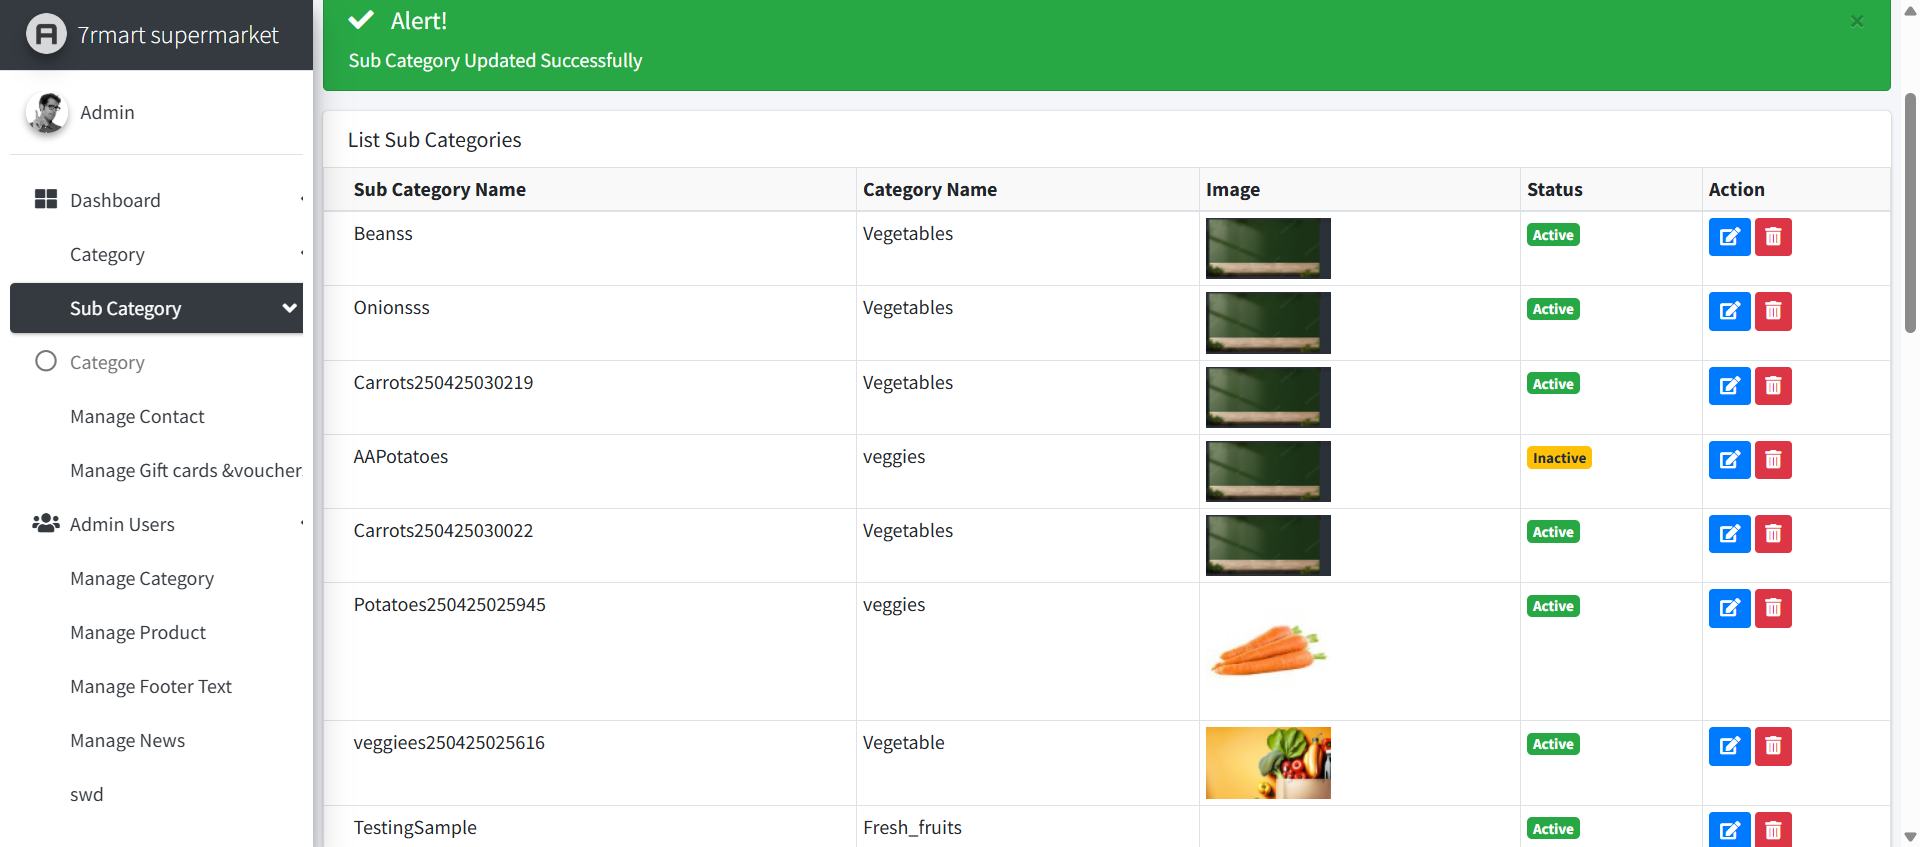 7rmart supermarket
Admin
Dashboard
Category
Sub Category
Category
Manage Contact
Manage Gift cards &voucher
Admin Users
Manage Category
Manage Product
Manage Footer Text
Manage News
swd
Alert!
×
Sub Category Updated Successfully
List Sub Categories
Sub Category Name Category Name Image Status Action
Beanss Vegetables Active
Onionsss Vegetables Active
Carrots250425030219 Vegetables Active
AAPotatoes veggies Inactive
Carrots250425030022 Vegetables Active
Potatoes250425025945 veggies Active
veggiees250425025616 Vegetable Active
TestingSample Fresh_fruits Active